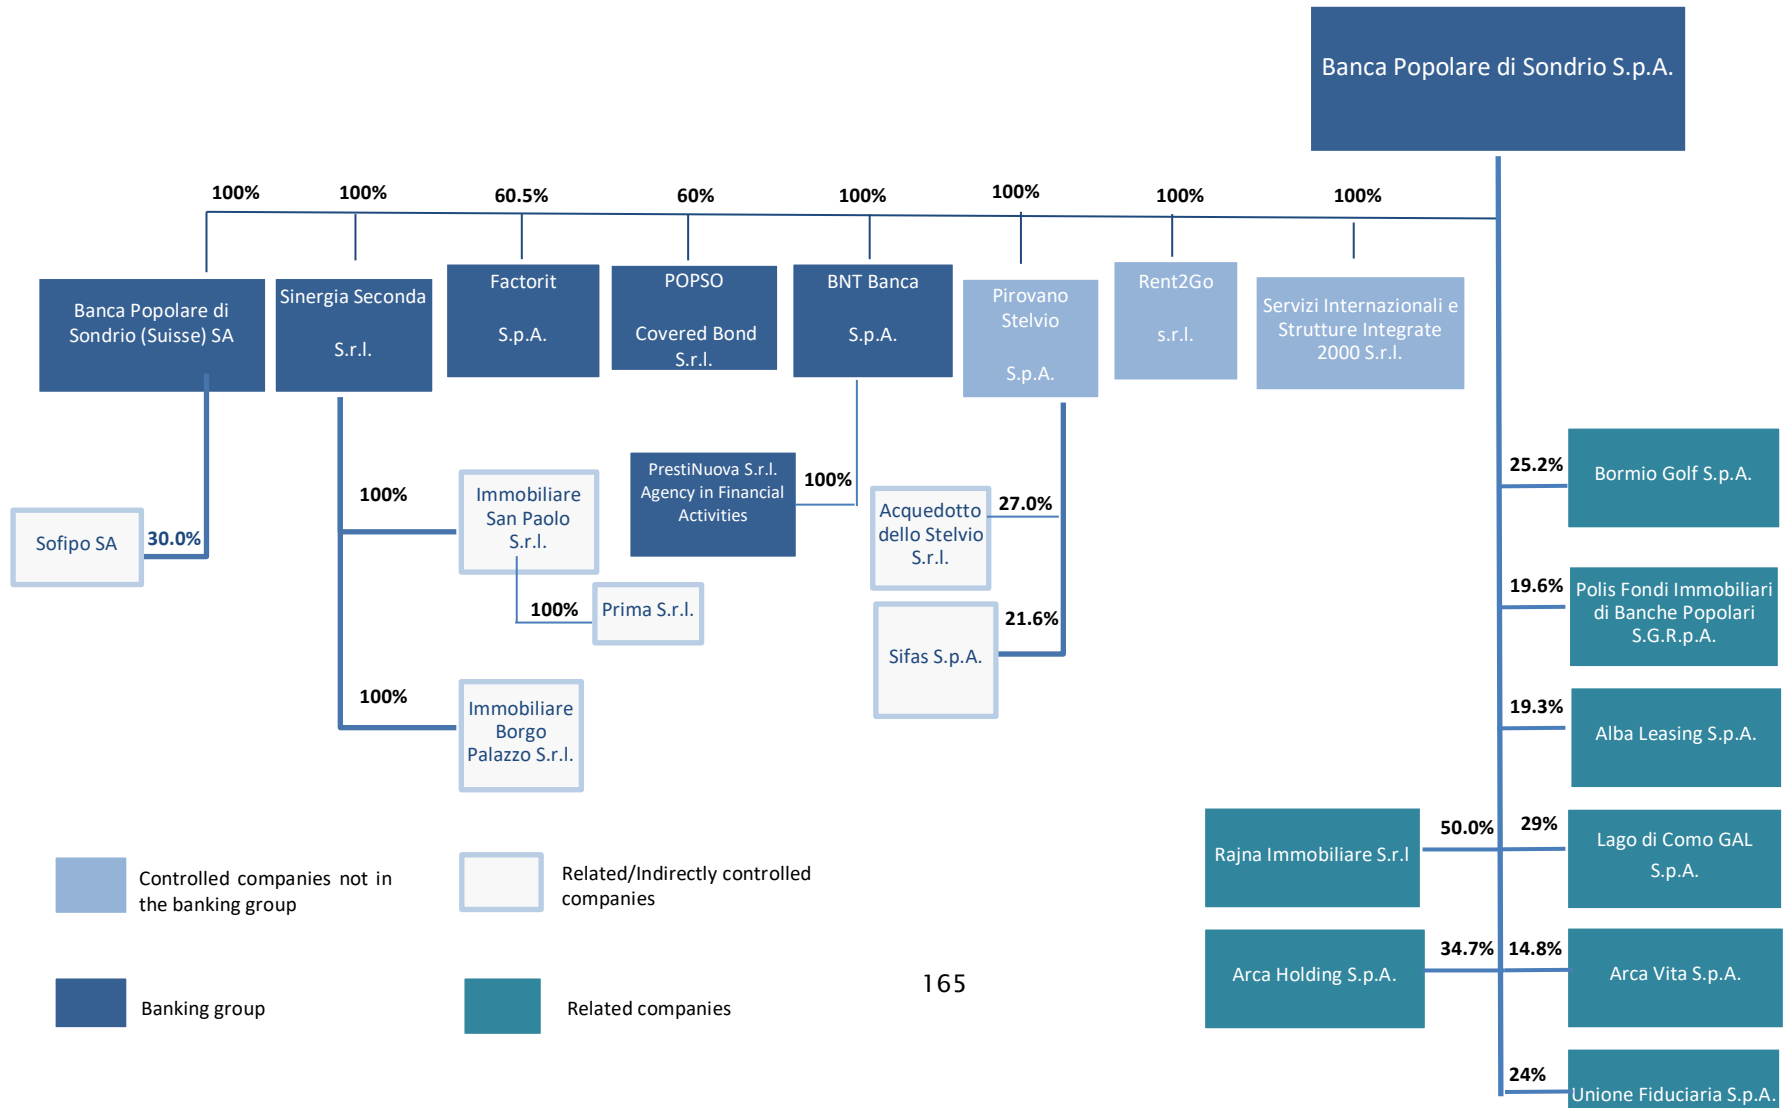 Banca Popolare di Sondrio S.p.A.
100%
100%
60.5%
60%
100%
100%
100%
100%
Banca Popolare di
Sondrio (Suisse) SA
Sinergia Seconda
S.r.l.
Factorit
S.p.A.
POPSO
Covered Bond
S.r.l.
BNT Banca
S.p.A.
Pirovano
Stelvio
S.p.A.
Rent2Go
s.r.l.
Servizi Internazionali e
Strutture Integrate
2000 S.r.l.
Sofipo SA
30.0%
100%
Immobiliare
San Paolo
S.r.l.
100%
Prima S.r.l.
100%
Immobiliare
Borgo
Palazzo S.r.l.
PrestiNuova S.r.l.
Agency in Financial
Activities
100%
Acquedotto
dello Stelvio
S.r.l.
27.0%
Sifas S.p.A.
21.6%
25.2%
Bormio Golf S.p.A.
19.6%
Polis Fondi Immobiliari
di Banche Popolari
S.G.R.p.A.
19.3%
Alba Leasing S.p.A.
Rajna Immobiliare S.r.l
50.0%
29%
Lago di Como GAL
S.p.A.
Arca Holding S.p.A.
34.7%
14.8%
Arca Vita S.p.A.
24%
Unione Fiduciaria S.p.A.
Controlled companies not in
the banking group
Related/Indirectly controlled
companies
Banking group
Related companies
165